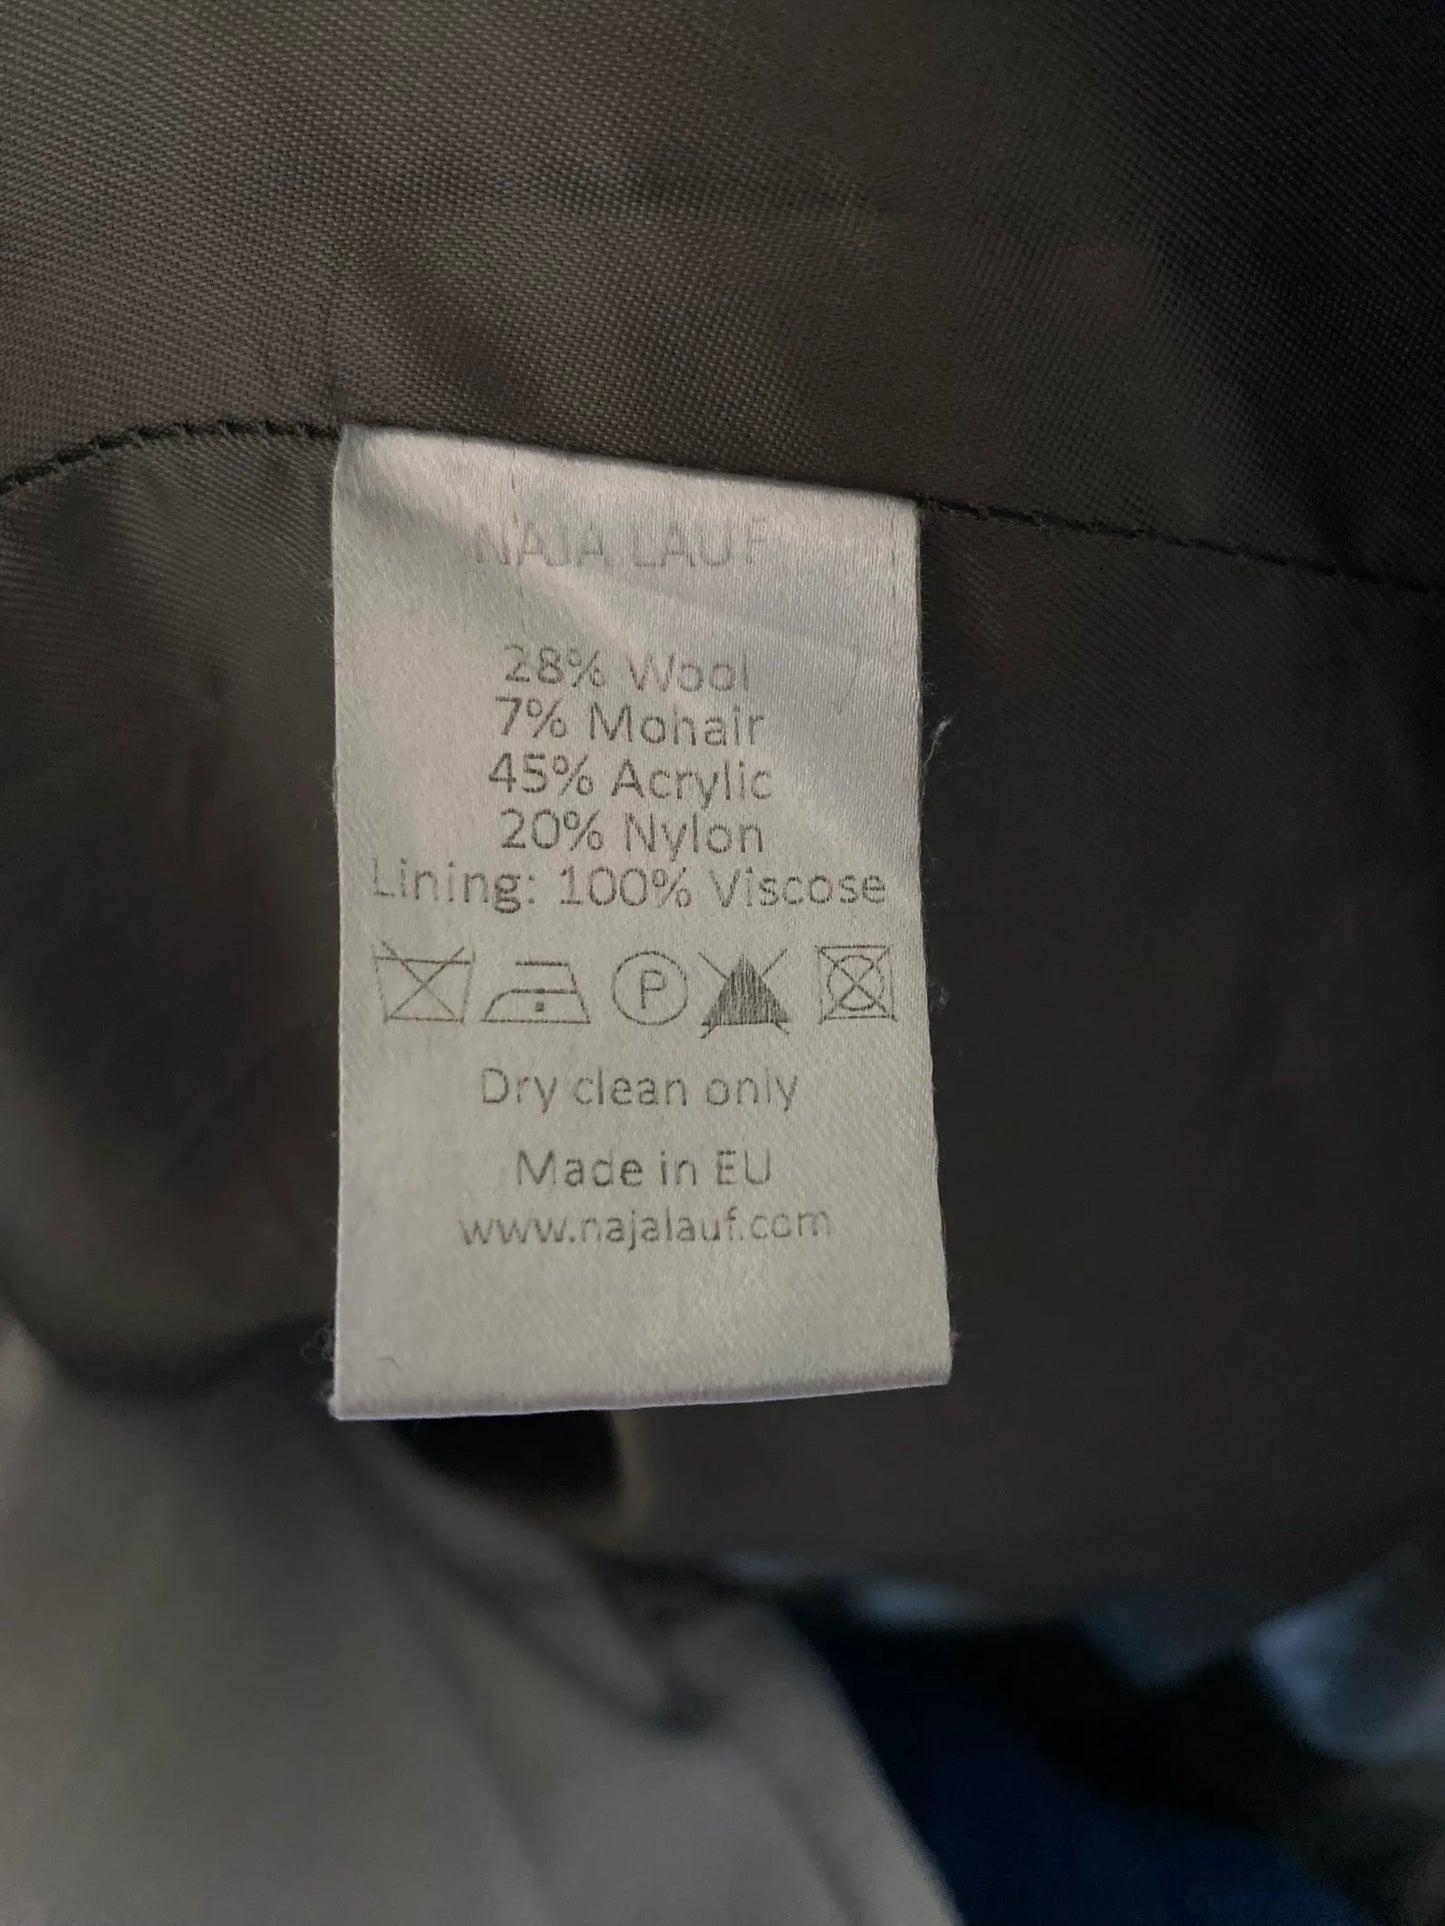 NAJA LAUF
28% Wool
7% Mohair
45% Acrylic
20% Nylon
Lining: 100% Viscose
P
Dry clean only
Made in EU
www.najalauf.com